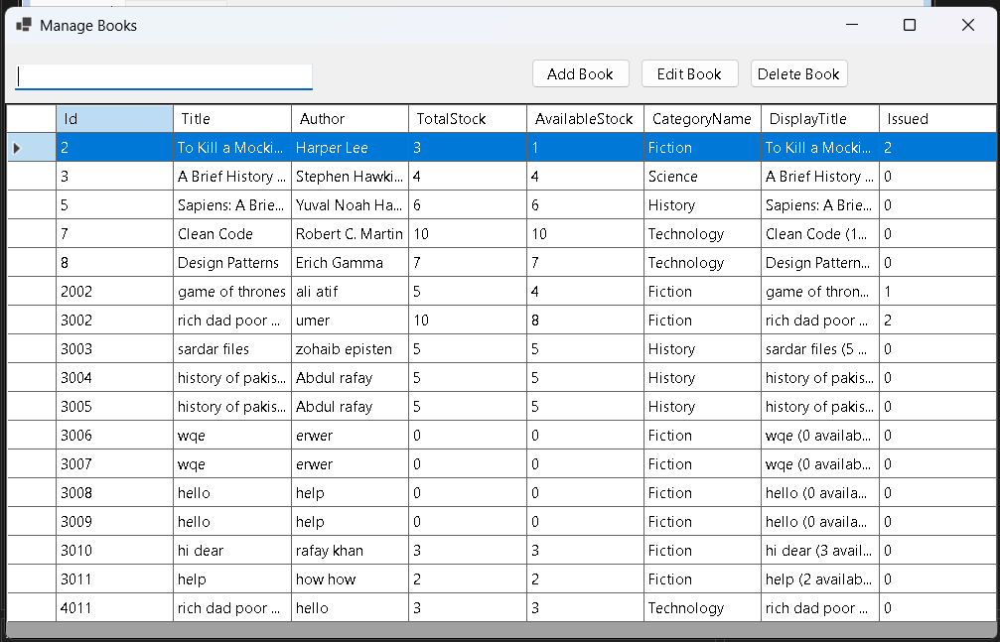 Manage Books
Add Book Edit Book Delete Book
Id Title Author TotalStock AvailableStock CategoryName DisplayTitle Issued
2 To Kill a Mocki... Harper Lee 3 1 Fiction To Kill a Mocki... 2
3 A Brief History ... Stephen Hawki... 4 4 Science A Brief History ... 0
5 Sapiens: A Brie... Yuval Noah Ha... 6 6 History Sapiens: A Brie... 0
7 Clean Code Robert C. Martin 10 10 Technology Clean Code (1... 0
8 Design Patterns Erich Gamma 7 7 Technology Design Pattern... 0
2002 game of thrones ali atif 5 4 Fiction game of thron... 1
3002 rich dad poor ... umer 10 8 Fiction rich dad poor ... 2
3003 sardar files zohaib episten 5 5 History sardar files (5 ... 0
3004 history of pakis... Abdul rafay 5 5 History history of pakis... 0
3005 history of pakis... Abdul rafay 5 5 History history of pakis... 0
3006 wqe erwer 0 0 Fiction wqe (0 availab... 0
3007 wqe erwer 0 0 Fiction wqe (0 availab... 0
3008 hello help 0 0 Fiction hello (0 availa... 0
3009 hello help 0 0 Fiction hello (0 availa... 0
3010 hi dear rafay khan 3 3 Fiction hi dear (3 avail... 0
3011 help how how 2 2 Fiction help (2 availab... 0
4011 rich dad poor ... hello 3 3 Technology rich dad poor ... 0